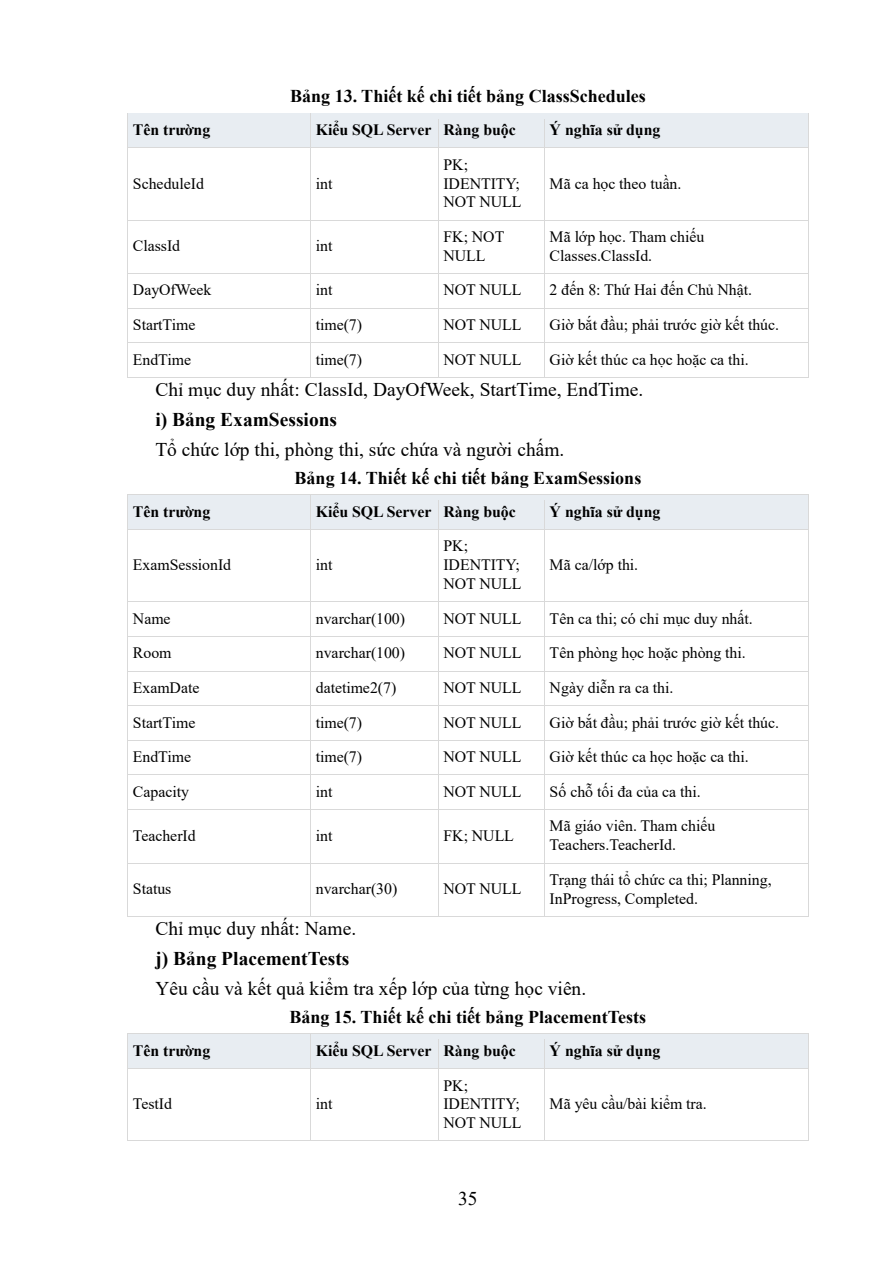 Bảng 13. Thiết kế chi tiết bảng ClassSchedules
Tên trường Kiểu SQL Server Ràng buộc Ý nghĩa sử dụng
ScheduleId int PK; IDENTITY; NOT NULL Mã ca học theo tuần.
ClassId int FK; NOT NULL Mã lớp học. Tham chiếu Classes.ClassId.
DayOfWeek int NOT NULL 2 đến 8: Thứ Hai đến Chủ Nhật.
StartTime time(7) NOT NULL Giờ bắt đầu; phải trước giờ kết thúc.
EndTime time(7) NOT NULL Giờ kết thúc ca học hoặc ca thi.
Chỉ mục duy nhất: ClassId, DayOfWeek, StartTime, EndTime.
i) Bảng ExamSessions
Tổ chức lớp thi, phòng thi, sức chứa và người chấm.
Bảng 14. Thiết kế chi tiết bảng ExamSessions
Tên trường Kiểu SQL Server Ràng buộc Ý nghĩa sử dụng
ExamSessionId int PK; IDENTITY; NOT NULL Mã ca/lớp thi.
Name nvarchar(100) NOT NULL Tên ca thi; có chỉ mục duy nhất.
Room nvarchar(100) NOT NULL Tên phòng học hoặc phòng thi.
ExamDate datetime2(7) NOT NULL Ngày diễn ra ca thi.
StartTime time(7) NOT NULL Giờ bắt đầu; phải trước giờ kết thúc.
EndTime time(7) NOT NULL Giờ kết thúc ca học hoặc ca thi.
Capacity int NOT NULL Số chỗ tối đa của ca thi.
TeacherId int FK; NULL Mã giáo viên. Tham chiếu Teachers.TeacherId.
Status nvarchar(30) NOT NULL Trạng thái tổ chức ca thi; Planning, InProgress, Completed.
Chỉ mục duy nhất: Name.
j) Bảng PlacementTests
Yêu cầu và kết quả kiểm tra xếp lớp của từng học viên.
Bảng 15. Thiết kế chi tiết bảng PlacementTests
Tên trường Kiểu SQL Server Ràng buộc Ý nghĩa sử dụng
TestId int PK; IDENTITY; NOT NULL Mã yêu cầu/bài kiểm tra.
35